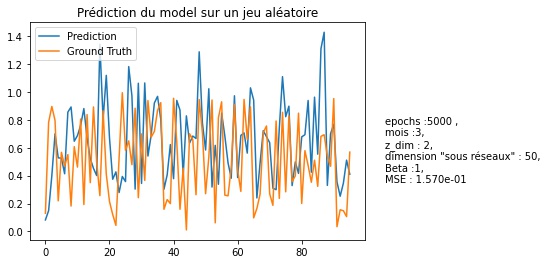 Prédiction du model sur un jeu aléatoire
Prediction
Ground Truth
1.4
1.2
1.0
0.8
0.6
0.4
0.2
0.0
0
20
40
60
80
100
epochs :5000 ,
mois :3,
z_dim : 2,
dimension "sous réseaux" : 50,
Beta :1,
MSE : 1.570e-01